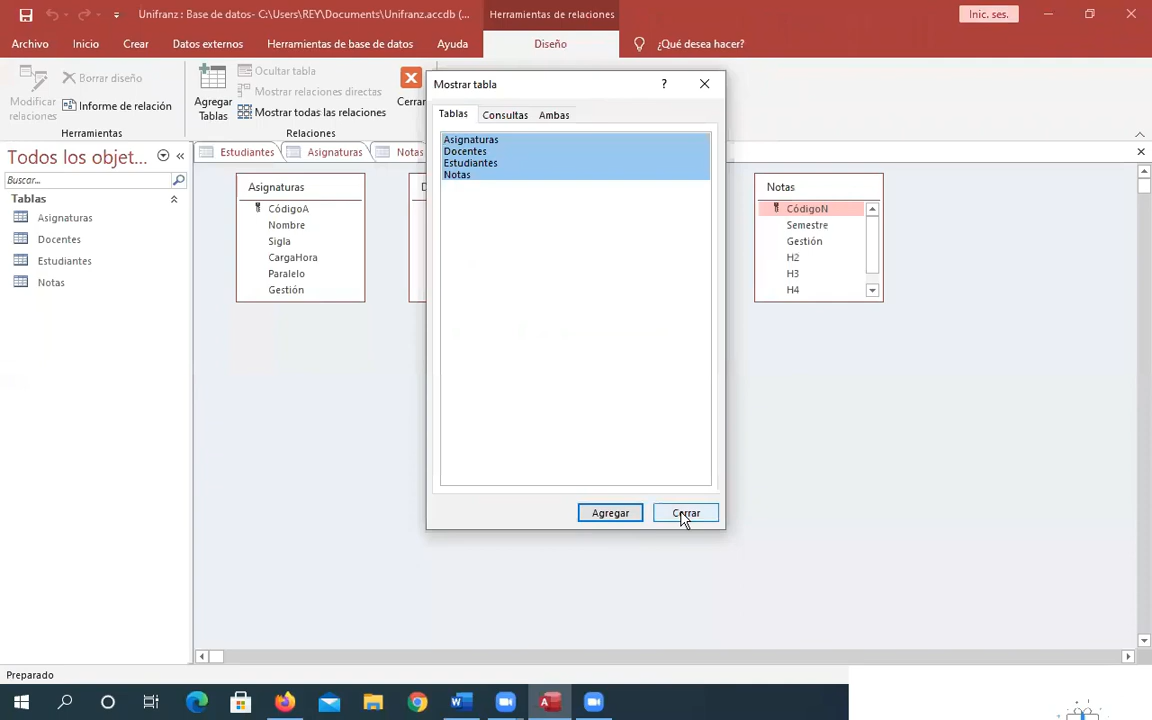 Unifranz : Base de datos- C:\Users\REY\Documents\Unifranz.accdb (...
Herramientas de relaciones
Inic. ses.
Archivo
Inicio
Crear
Datos externos
Herramientas de base de datos
Ayuda
Diseño
¿Qué desea hacer?
Modificar relaciones
Borrar diseño
Informe de relación
Herramientas
Agregar Tablas
Ocultar tabla
Mostrar relaciones directas
Mostrar todas las relaciones
Relaciones
Cerrar
Todos los objet... «
Buscar...
Tablas
Asignaturas
Docentes
Estudiantes
Notas
Estudiantes
Asignaturas
Notas
Asignaturas
CódigoA
Nombre
Sigla
CargaHora
Paralelo
Gestión
Mostrar tabla
?
Tablas
Consultas
Ambas
Asignaturas
Docentes
Estudiantes
Notas
Agregar
Cerrar
Notas
CódigoN
Semestre
Gestión
H2
H3
H4
Preparado